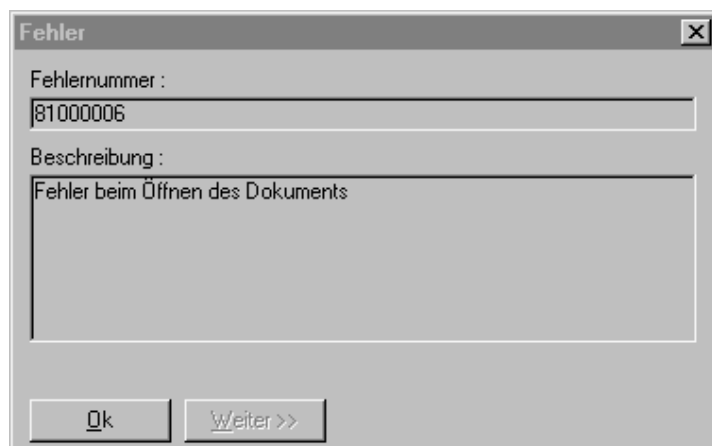 Fehler
Fehlernummer :
81000006
Beschreibung :
Fehler beim Öffnen des Dokuments
Ok
Weiter >>